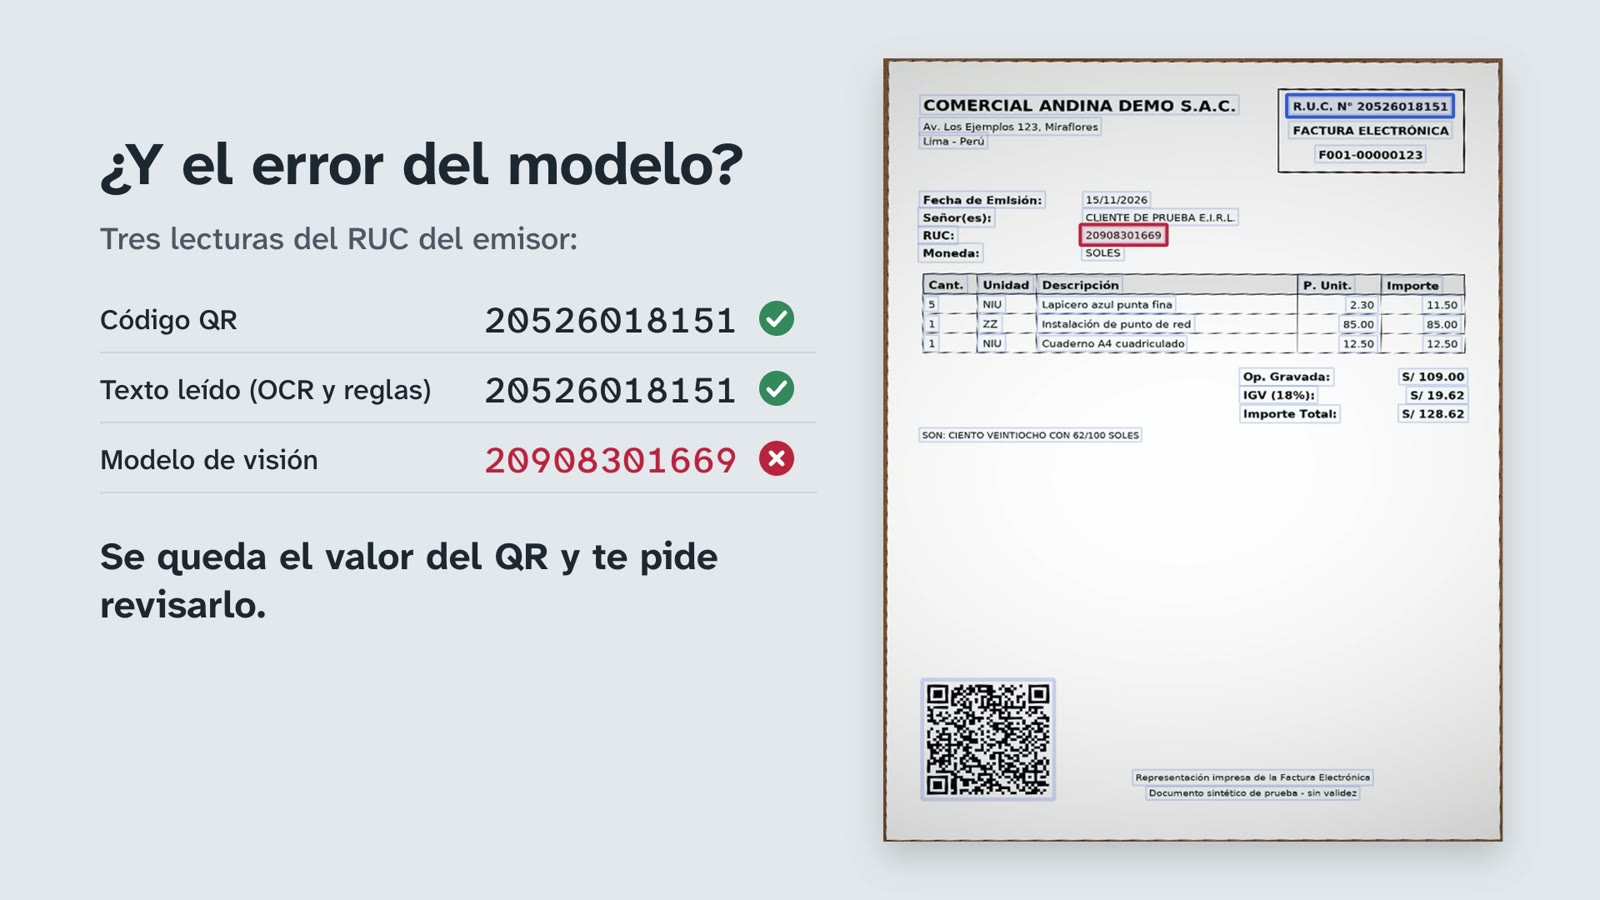 ¿Y el error del modelo?
Tres lecturas del RUC del emisor:
Código QR 20526018151
Texto leído (OCR y reglas) 20526018151
Modelo de visión 20908301669
Se queda el valor del QR y te pide
revisarlo.
COMERCIAL ANDINA DEMO S.A.C.
Av. Los Ejemplos 123, Miraflores
Lima - Perú
R.U.C. N° 20526018151
FACTURA ELECTRÓNICA
F001-00000123
Fecha de Emisión: 15/11/2026
Señor(es): CLIENTE DE PRUEBA E.I.R.L.
RUC: 20908301669
Moneda: SOLES
Cant. Unidad Descripción P. Unit. Importe
5 NIU Lapicero azul punta fina 2.30 11.50
1 ZZ Instalación de punto de red 85.00 85.00
1 NIU Cuaderno A4 cuadriculado 12.50 12.50
Op. Gravada: S/ 109.00
IGV (18%): S/ 19.62
Importe Total: S/ 128.62
SON: CIENTO VEINTIOCHO CON 62/100 SOLES
Representación impresa de la Factura Electrónica
Documento sintético de prueba - sin validez